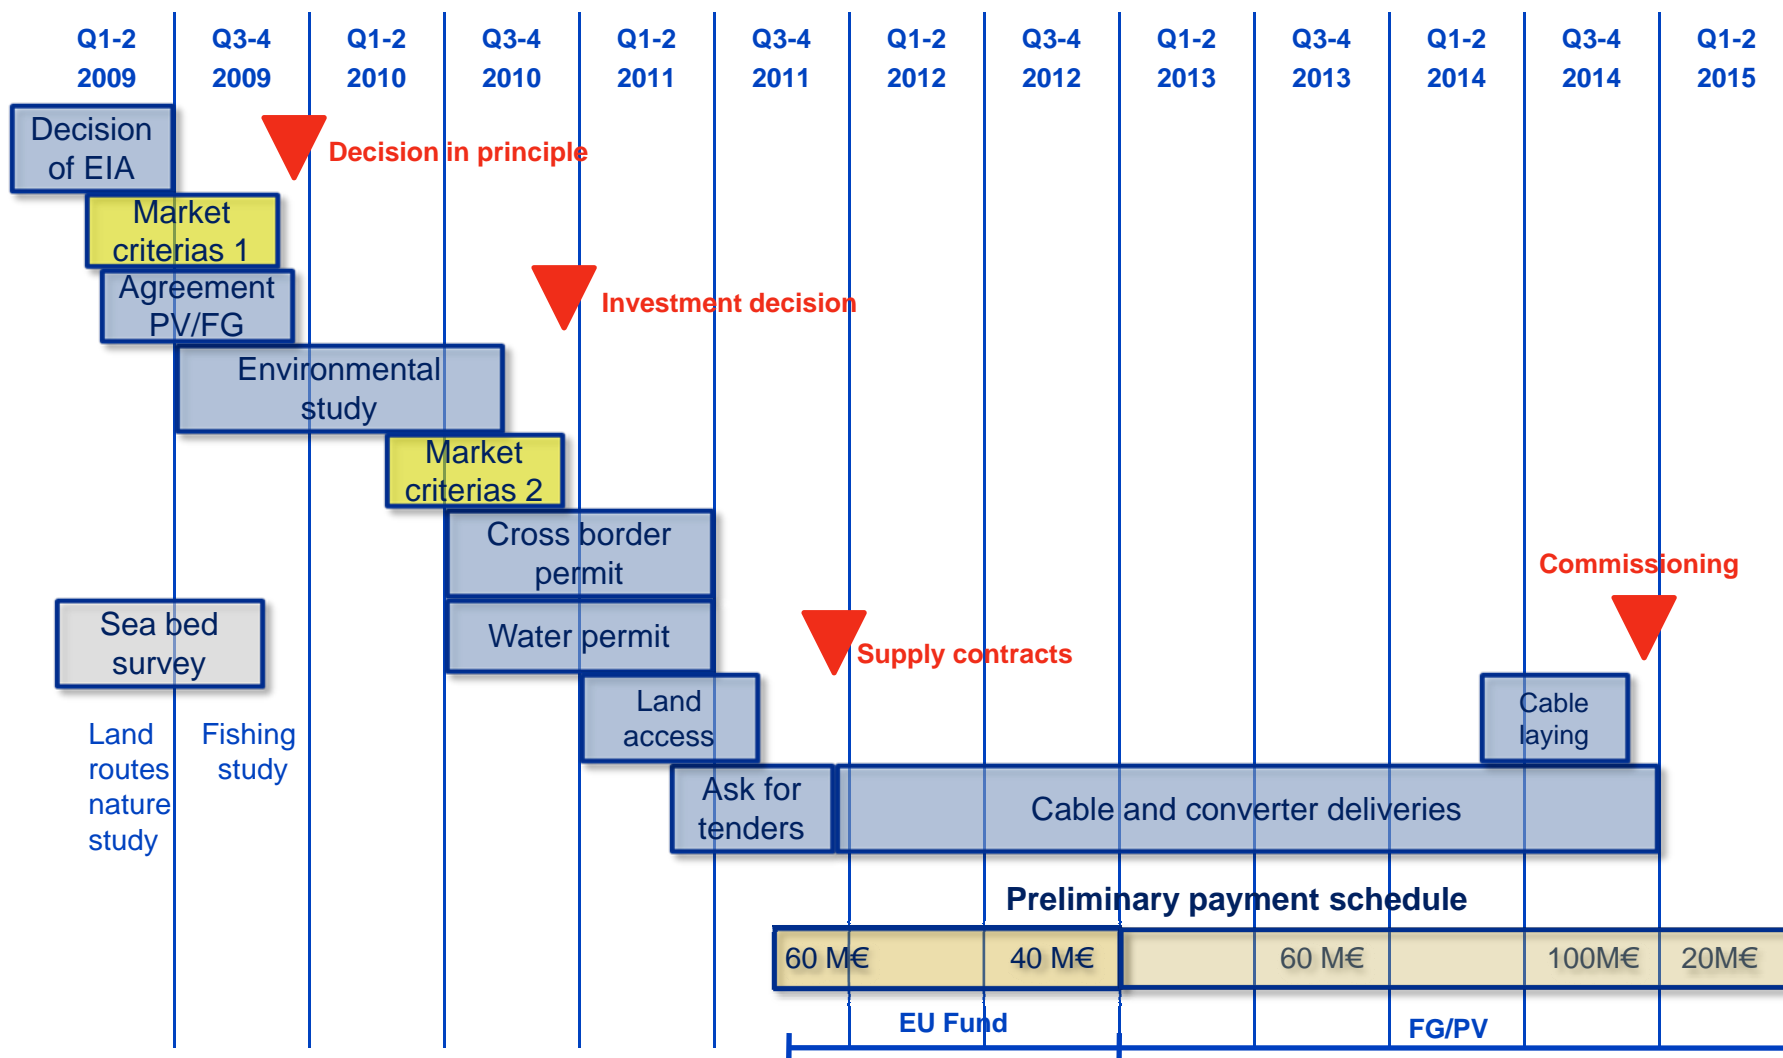 Q1-2 Q3-4 Q1-2 Q3-4 Q1-2 Q3-4 Q1-2 Q3-4 Q1-2 Q3-4 Q1-2 Q3-4 Q1-2
2009 2009 2010 2010 2011 2011 2012 2012 2013 2013 2014 2014 2015
Decision
of EIA
Decision in principle
Market
criterias 1
Agreement
PV/FG
Investment decision
Environmental
study
Market
criterias 2
Cross border
permit
Commissioning
Sea bed
survey
Water permit
Supply contracts
Land
access
Cable
laying
Land
routes
nature
study
Fishing
study
Ask for
tenders
Cable and converter deliveries
Preliminary payment schedule
60 M€ 40 M€ 60 M€ 100M€ 20M€
EU Fund FG/PV